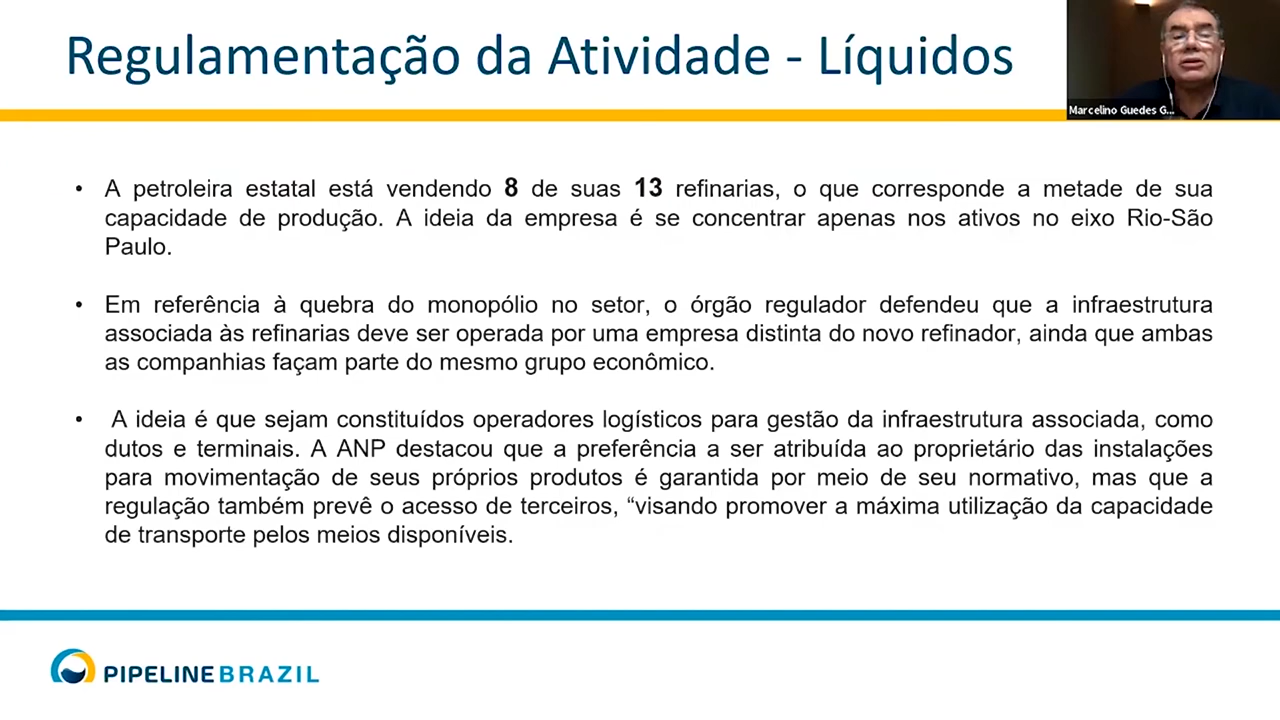 Regulamentação da Atividade - Líquidos
Marcelino Guedes G...
• A petroleira estatal está vendendo 8 de suas 13 refinarias, o que corresponde a metade de sua
capacidade de produção. A ideia da empresa é se concentrar apenas nos ativos no eixo Rio-São
Paulo.
• Em referência à quebra do monopólio no setor, o órgão regulador defendeu que a infraestrutura
associada às refinarias deve ser operada por uma empresa distinta do novo refinador, ainda que ambas
as companhias façam parte do mesmo grupo econômico.
• A ideia é que sejam constituídos operadores logísticos para gestão da infraestrutura associada, como
dutos e terminais. A ANP destacou que a preferência a ser atribuída ao proprietário das instalações
para movimentação de seus próprios produtos é garantida por meio de seu normativo, mas que a
regulação também prevê o acesso de terceiros, “visando promover a máxima utilização da capacidade
de transporte pelos meios disponíveis.
PIPELINEBRAZIL